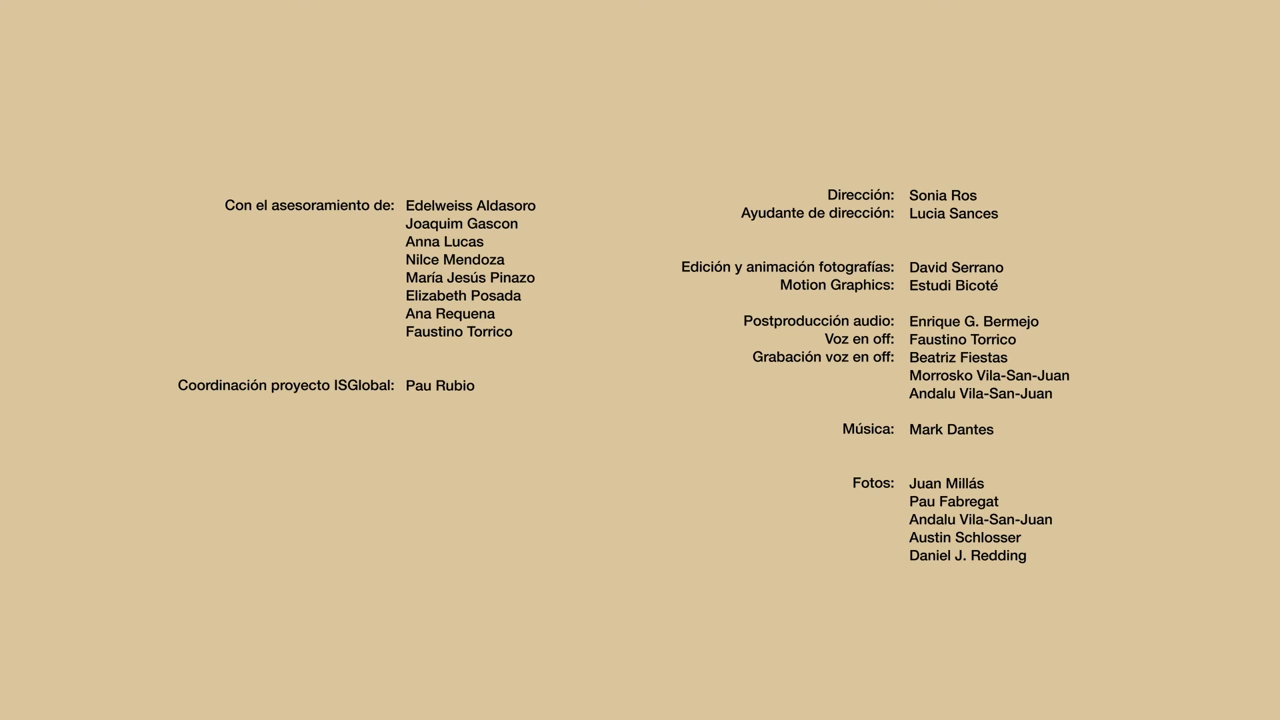 Con el asesoramiento de: Edelweiss Aldasoro
Joaquim Gascon
Anna Lucas
Nilce Mendoza
María Jesús Pinazo
Elizabeth Posada
Ana Requena
Faustino Torrico
Coordinación proyecto ISGlobal: Pau Rubio
Dirección: Sonia Ros
Ayudante de dirección: Lucia Sances
Edición y animación fotografías: David Serrano
Motion Graphics: Estudi Bicoté
Postproducción audio: Enrique G. Bermejo
Voz en off: Faustino Torrico
Grabación voz en off: Beatriz Fiestas
Morrosko Vila-San-Juan
Andalu Vila-San-Juan
Música: Mark Dantes
Fotos: Juan Millás
Pau Fabregat
Andalu Vila-San-Juan
Austin Schlosser
Daniel J. Redding